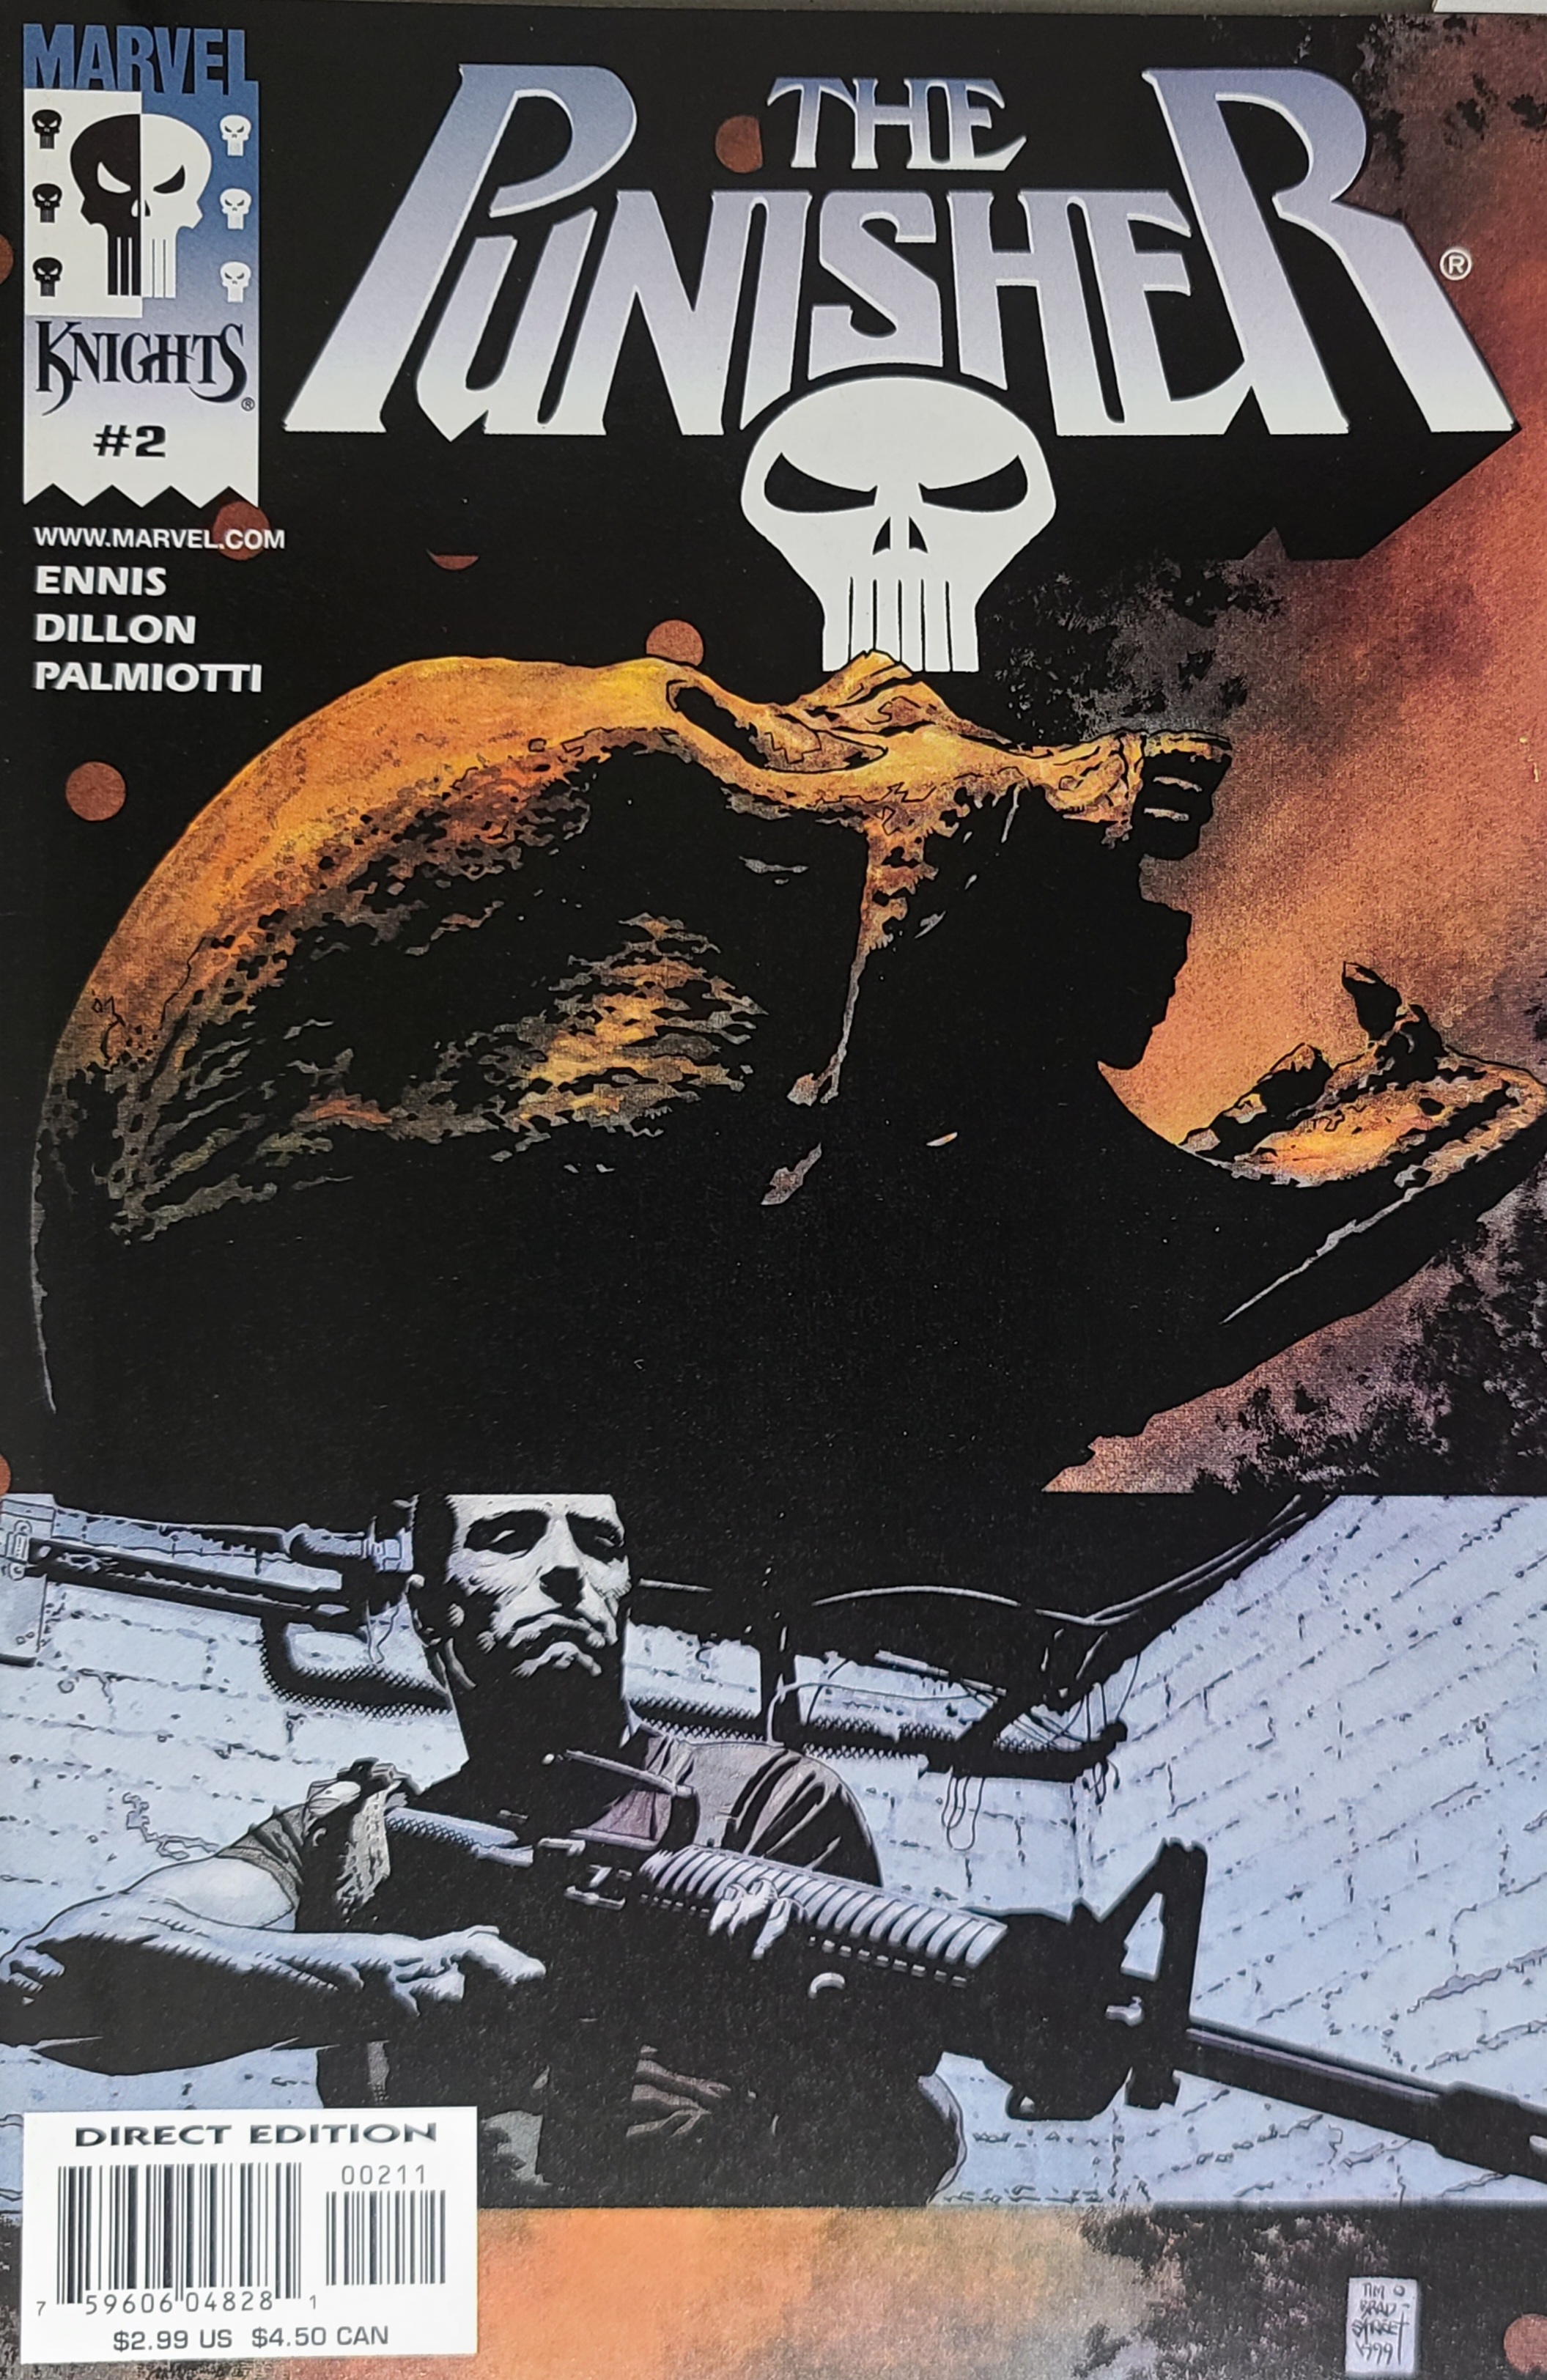 MARVEL
KNIGHTS®
#2
THE
PUNISHER®
WWW.MARVEL.COM
ENNIS
DILLON
PALMIOTTI
DIRECT EDITION
00211
7 59606 04828 1
$2.99 US $4.50 CAN
TIM
BRAD-
STREET
1999